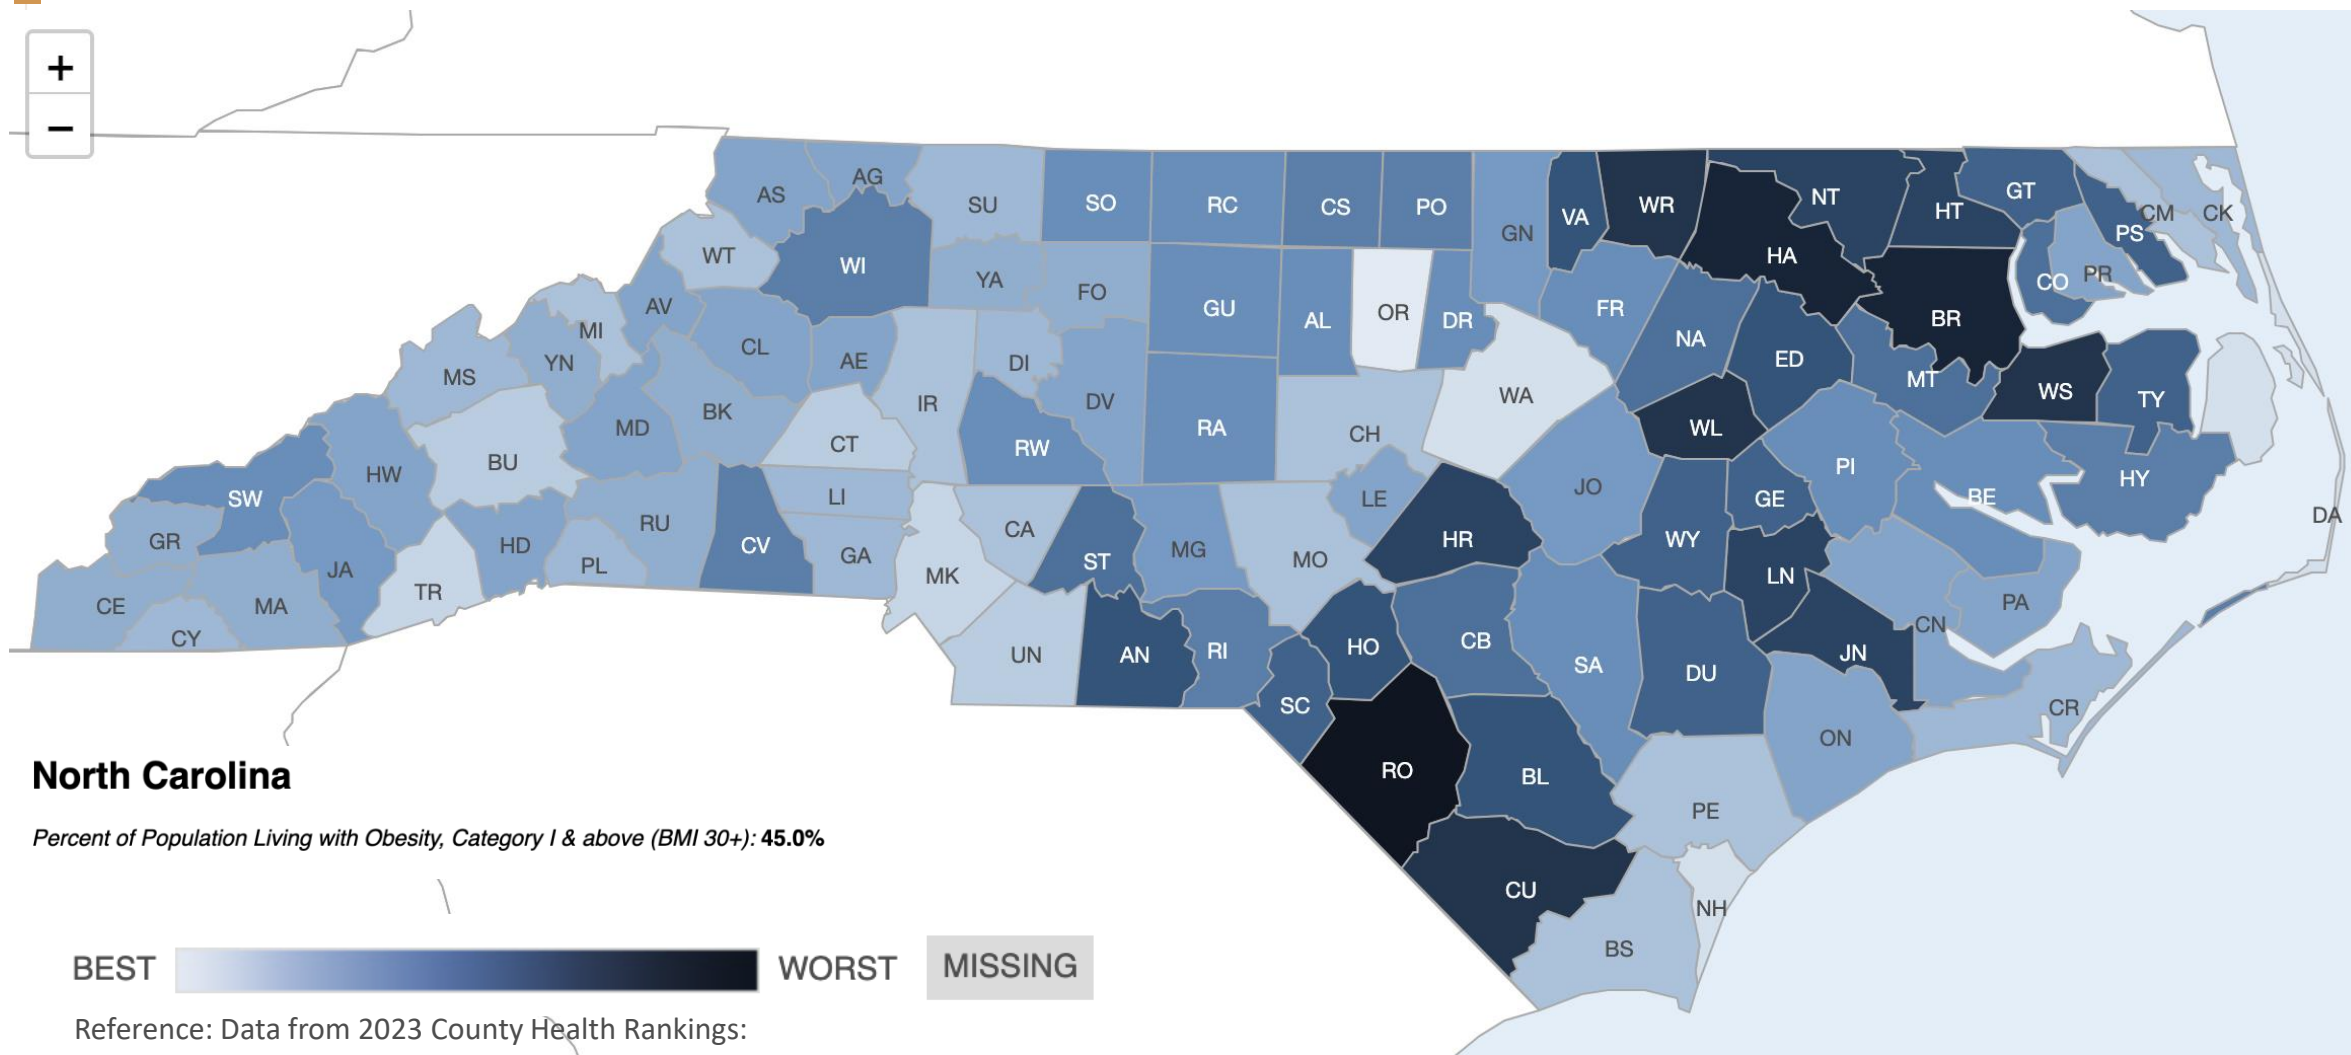 +
−
AS
AG
SU
SO
RC
CS
PO
GN
VA
WR
NT
HT
GT
CM
CK
PS
WT
WI
YA
FO
HA
CO
PR
AV
MI
CL
AE
DI
GU
AL
OR
DR
FR
NA
ED
BR
MS
YN
MD
BK
IR
DV
RA
CH
WA
MT
WS
TY
BU
CT
RW
WL
HW
SW
LI
LE
JO
PI
GE
BE
HY
DA
GR
JA
HD
RU
CV
GA
CA
ST
MG
MO
HR
WY
LN
CE
CY
MA
TR
PL
MK
UN
AN
RI
HO
CB
SA
DU
JN
CN
PA
SC
RO
BL
ON
CR
PE
CU
NH
BS
North Carolina
Percent of Population Living with Obesity, Category I & above (BMI 30+): 45.0%
BEST
WORST
MISSING
Reference: Data from 2023 County Health Rankings: